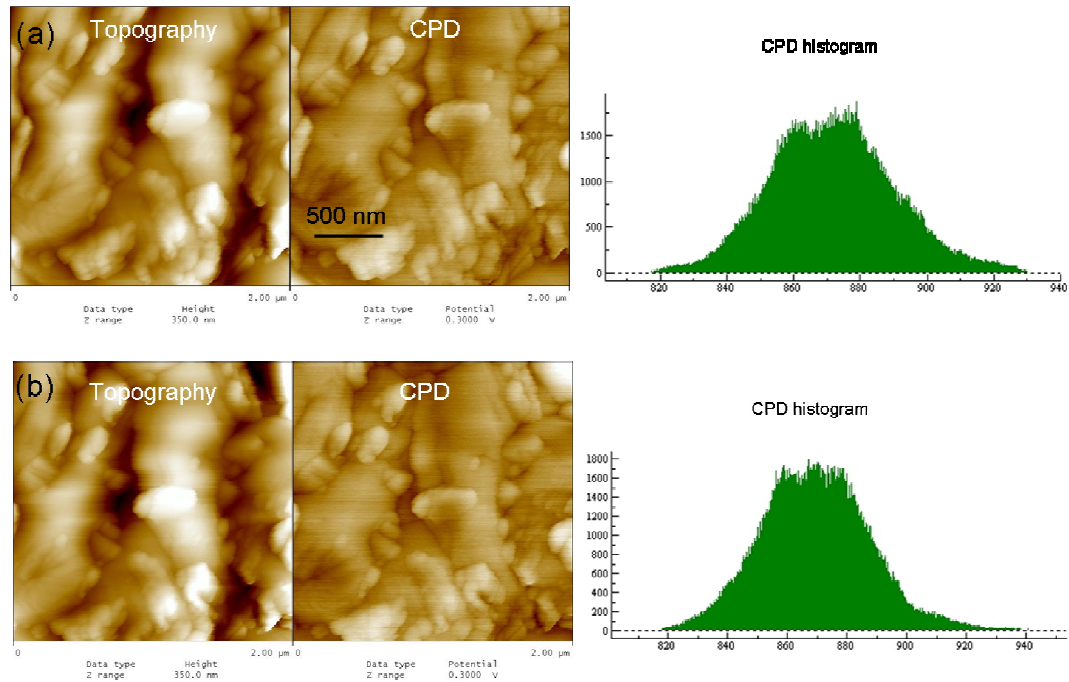 (a)
Topography
CPD
500 nm
0
2.00 µm
0
2.00 µm
Data type Height
Z range 350.0 nm
Data type Potential
Z range 0.3000 V
CPD histogram
1500
1000
500
0
820 840 860 880 900 920 940
(b)
Topography
CPD
0
2.00 µm
0
2.00 µm
Data type Height
Z range 350.0 nm
Data type Potential
Z range 0.3000 V
CPD histogram
1800
1600
1400
1200
1000
800
600
400
200
0
820 840 860 880 900 920 940